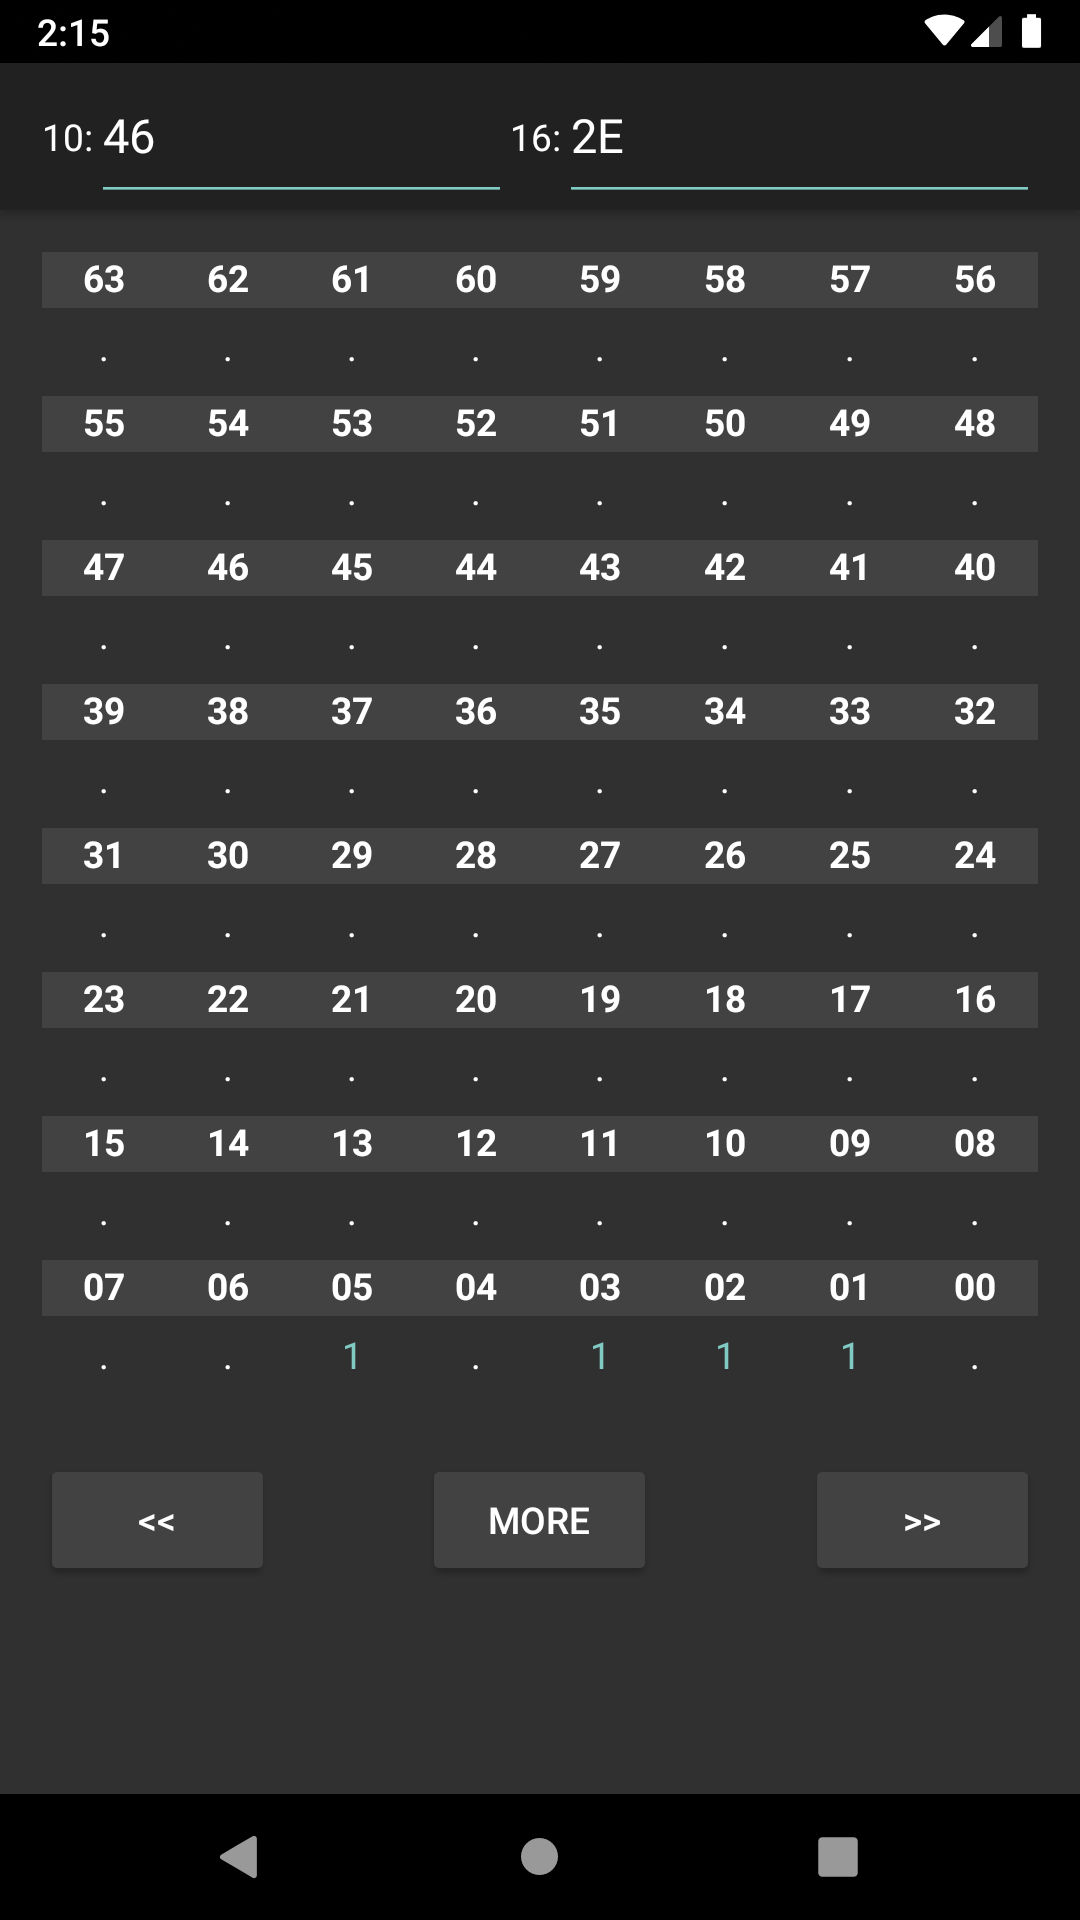 2:15
10: 46 16: 2E
63 62 61 60 59 58 57 56
. . . . . . . .
55 54 53 52 51 50 49 48
. . . . . . . .
47 46 45 44 43 42 41 40
. . . . . . . .
39 38 37 36 35 34 33 32
. . . . . . . .
31 30 29 28 27 26 25 24
. . . . . . . .
23 22 21 20 19 18 17 16
. . . . . . . .
15 14 13 12 11 10 09 08
. . . . . . . .
07 06 05 04 03 02 01 00
. . 1 . 1 1 1 .
<< MORE >>